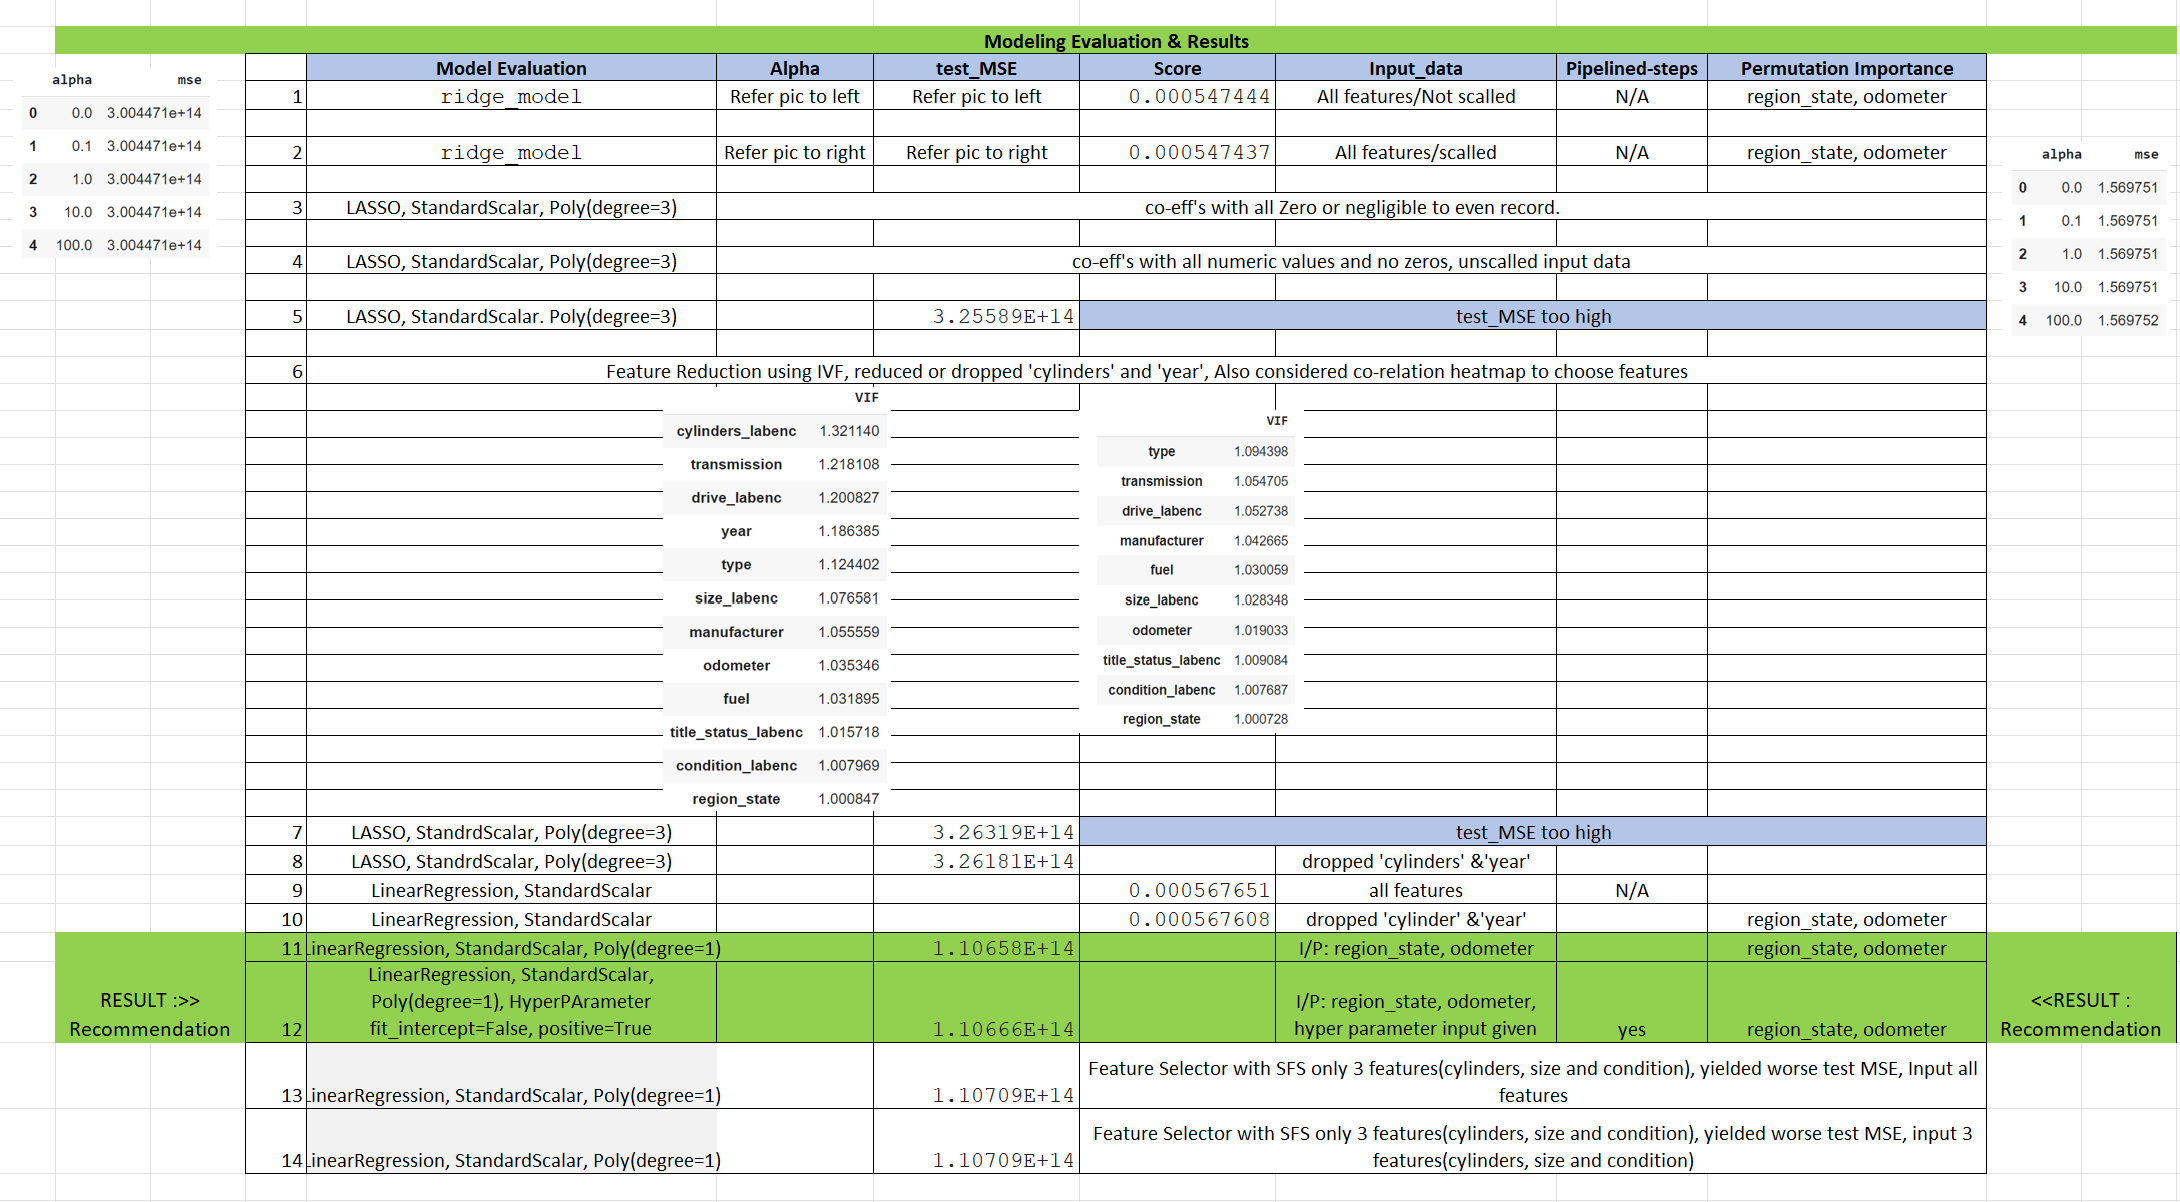 Modeling Evaluation & Results
Model Evaluation Alpha test_MSE Score Input_data Pipelined-steps Permutation Importance
1 ridge_model Refer pic to left Refer pic to left 0.000547444 All features/Not scalled N/A region_state, odometer
2 ridge_model Refer pic to right Refer pic to right 0.000547437 All features/scalled N/A region_state, odometer
3 LASSO, StandardScalar, Poly(degree=3) co-eff's with all Zero or negligible to even record.
4 LASSO, StandardScalar, Poly(degree=3) co-eff's with all numeric values and no zeros, unscalled input data
5 LASSO, StandardScalar. Poly(degree=3) 3.25589E+14 test_MSE too high
6 Feature Reduction using IVF, reduced or dropped 'cylinders' and 'year', Also considered co-relation heatmap to choose features
alpha mse
0 0.0 3.004471e+14
1 0.1 3.004471e+14
2 1.0 3.004471e+14
3 10.0 3.004471e+14
4 100.0 3.004471e+14
alpha mse
0 0.0 1.569751
1 0.1 1.569751
2 1.0 1.569751
3 10.0 1.569751
4 100.0 1.569752
VIF
cylinders_labenc 1.321140
transmission 1.218108
drive_labenc 1.200827
year 1.186385
type 1.124402
size_labenc 1.076581
manufacturer 1.055559
odometer 1.035346
fuel 1.031895
title_status_labenc 1.015718
condition_labenc 1.007969
region_state 1.000847
VIF
type 1.094398
transmission 1.054705
drive_labenc 1.052738
manufacturer 1.042665
fuel 1.030059
size_labenc 1.028348
odometer 1.019033
title_status_labenc 1.009084
condition_labenc 1.007687
region_state 1.000728
7 LASSO, StandrdScalar, Poly(degree=3) 3.26319E+14 test_MSE too high
8 LASSO, StandrdScalar, Poly(degree=3) 3.26181E+14 dropped 'cylinders' &'year'
9 LinearRegression, StandardScalar 0.000567651 all features N/A
10 LinearRegression, StandardScalar 0.000567608 dropped 'cylinder' &'year' region_state, odometer
11 inearRegression, StandardScalar, Poly(degree=1) 1.10658E+14 I/P: region_state, odometer region_state, odometer
RESULT :>>
Recommendation
LinearRegression, StandardScalar,
Poly(degree=1), HyperPArameter
12 fit_intercept=False, positive=True 1.10666E+14
I/P: region_state, odometer,
hyper parameter input given yes region_state, odometer
<<RESULT :
Recommendation
13 inearRegression, StandardScalar, Poly(degree=1) 1.10709E+14
Feature Selector with SFS only 3 features(cylinders, size and condition), yielded worse test MSE, Input all
features
14 inearRegression, StandardScalar, Poly(degree=1) 1.10709E+14
Feature Selector with SFS only 3 features(cylinders, size and condition), yielded worse test MSE, input 3
features(cylinders, size and condition)